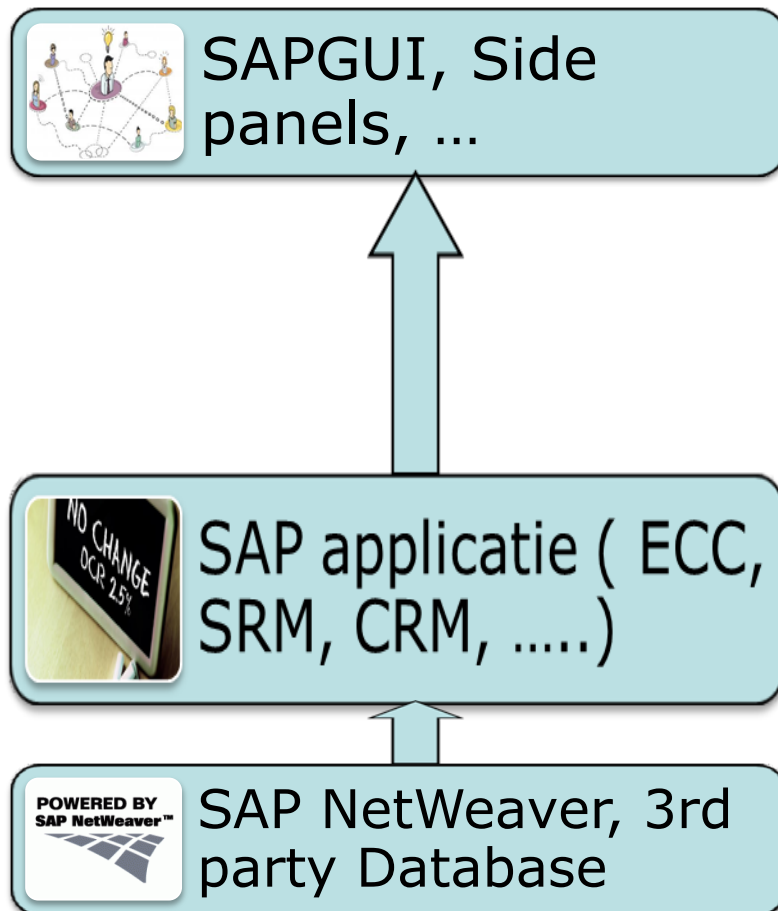 SAPGUI, Side
panels, ...
NO CHANGE
OCR 2.5%
SAP applicatie ( ECC,
SRM, CRM, .....)
POWERED BY
SAP NetWeaver™
SAP NetWeaver, 3rd
party Database